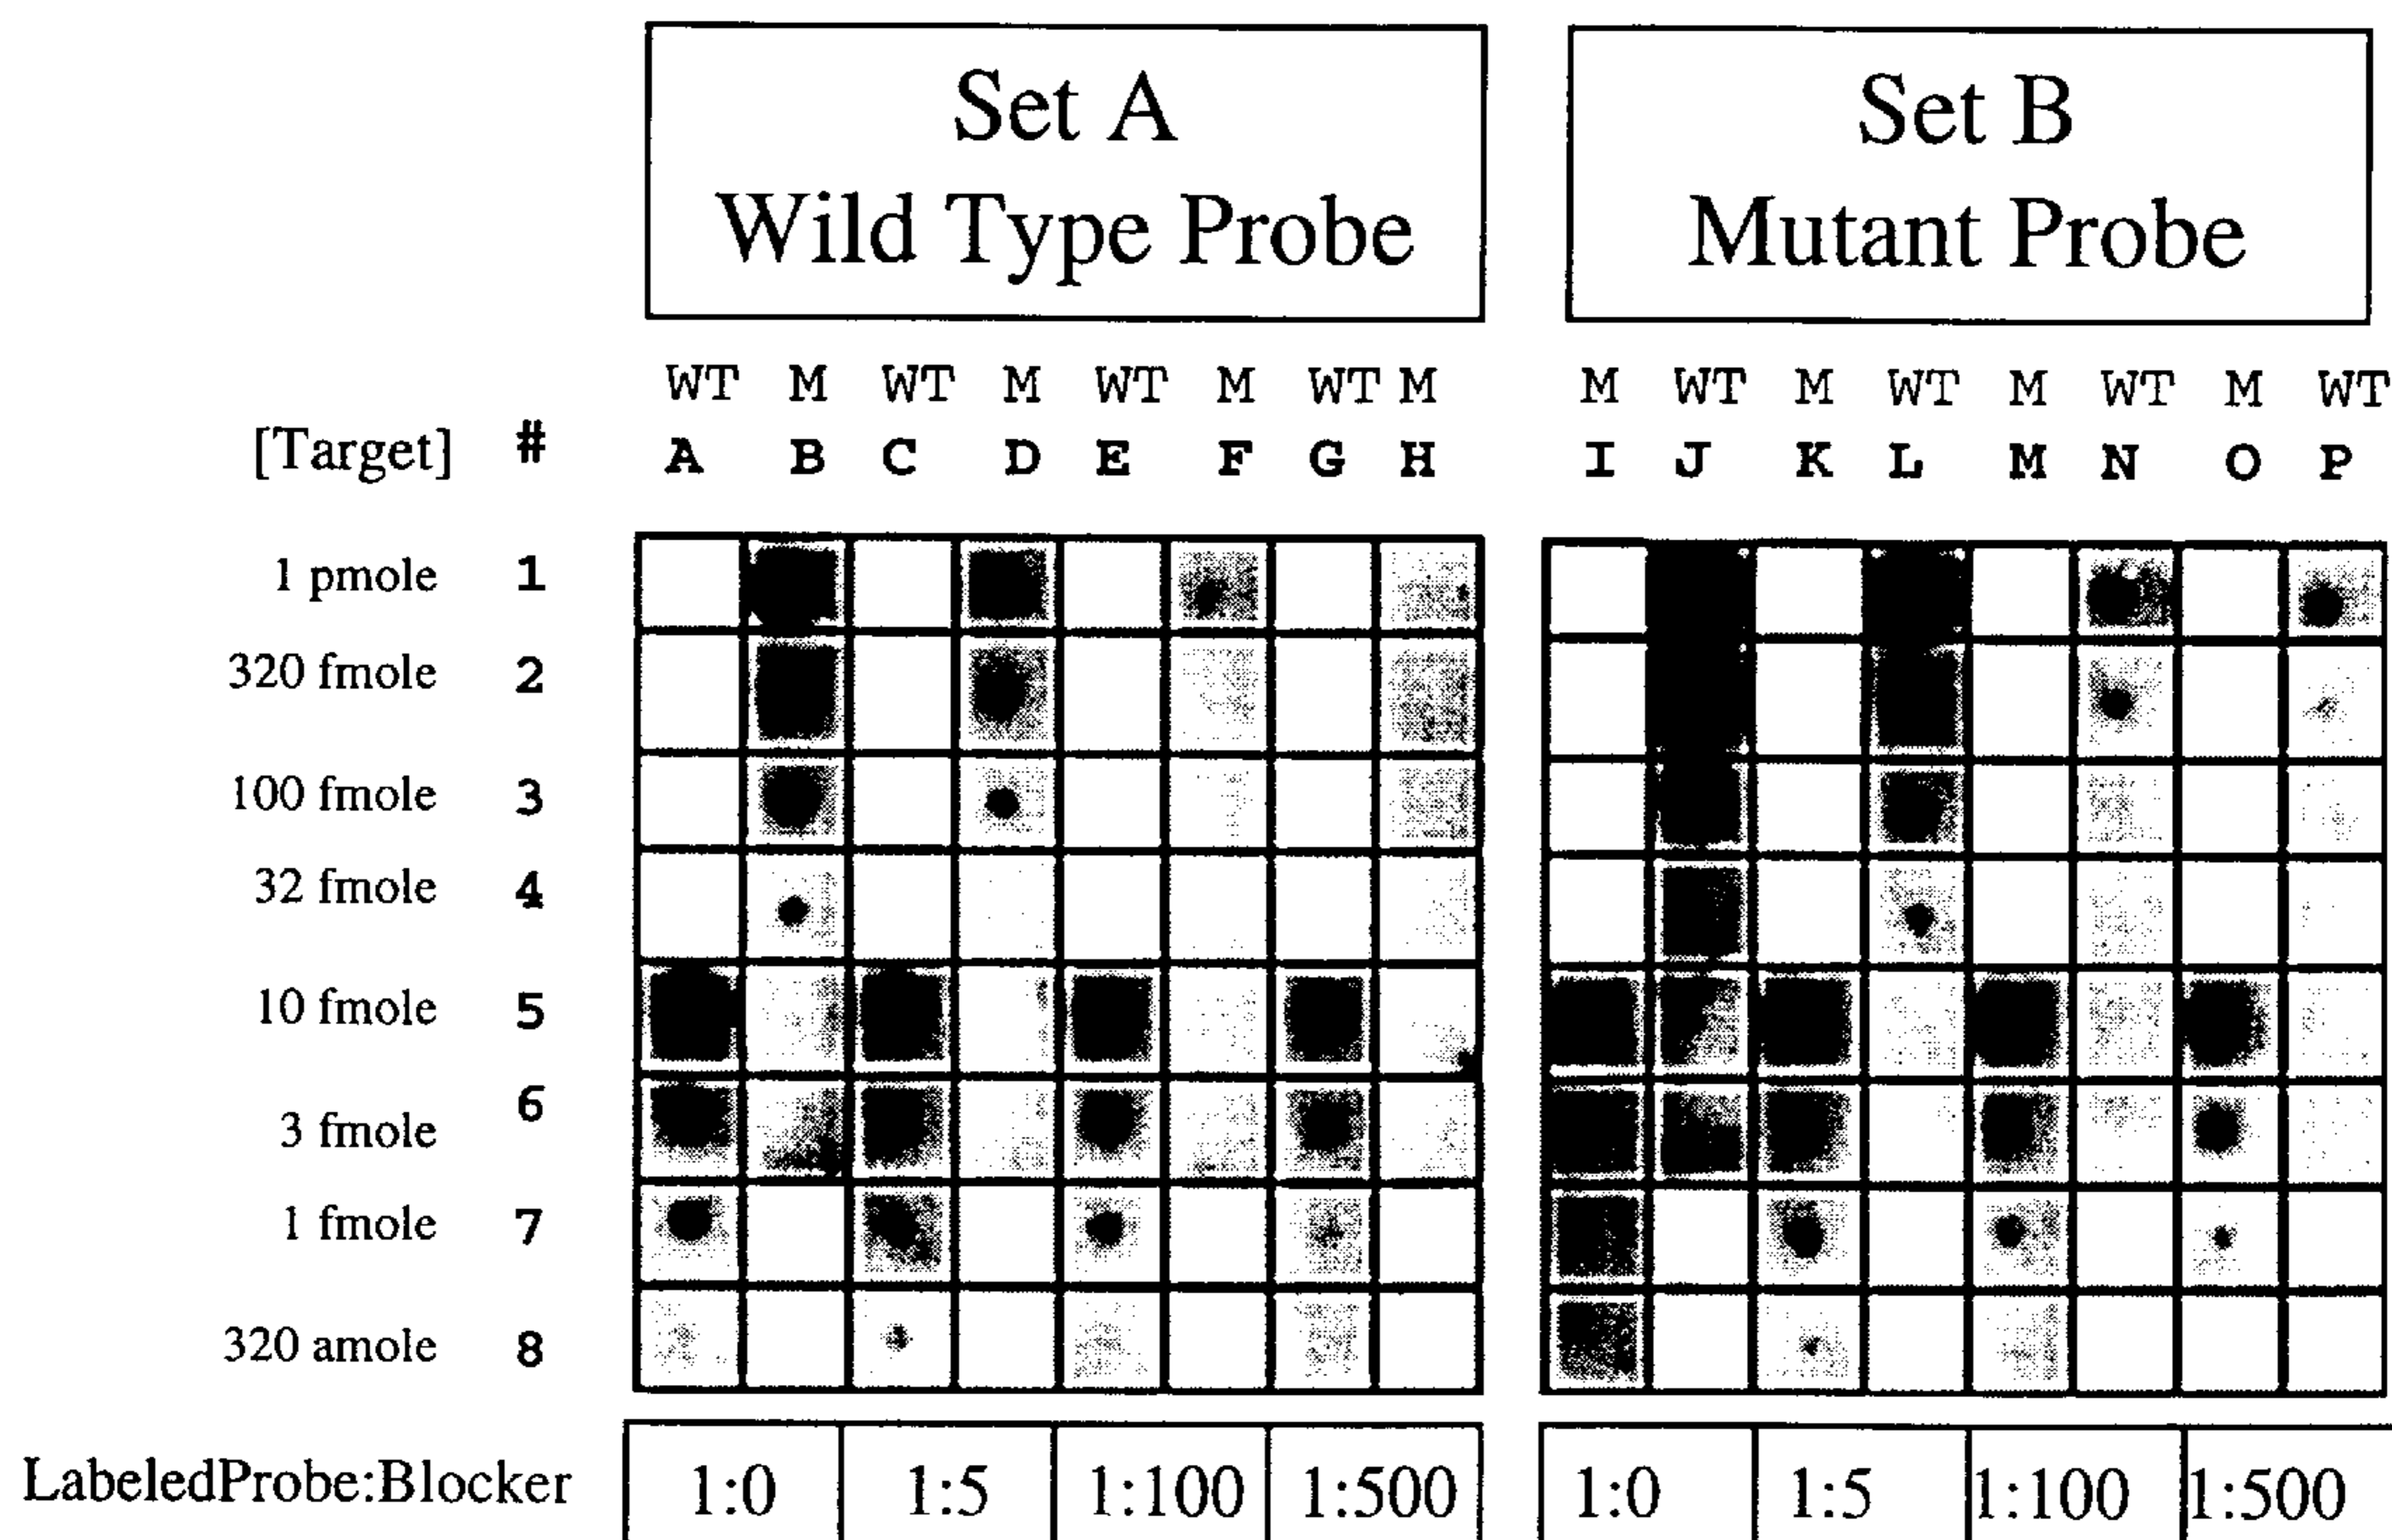 Set A
Wild Type Probe
Set B
Mutant Probe
WT M WT M WT M WT M M WT M WT M WT M WT
[Target] # A B C D E F G H I J K L M N O P
1 pmole 1
320 fmole 2
100 fmole 3
32 fmole 4
10 fmole 5
3 fmole 6
1 fmole 7
320 amole 8
LabeledProbe:Blocker 1:0 1:5 1:100 1:500 1:0 1:5 1:100 1:500